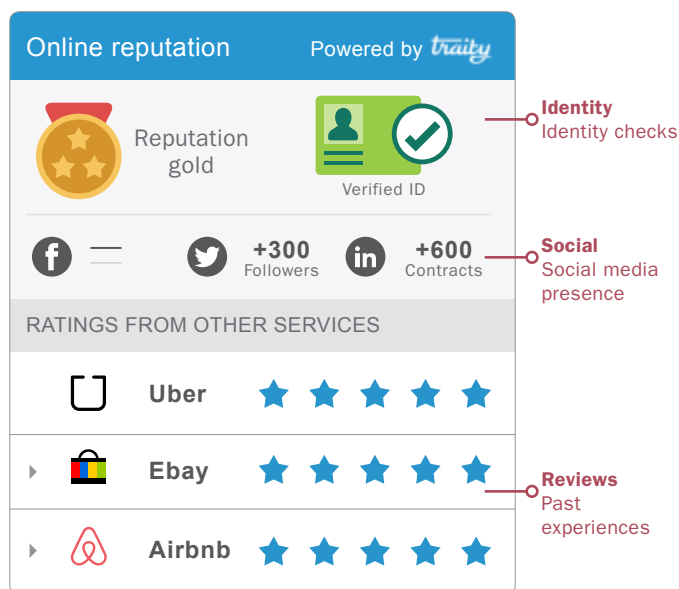 Online reputation
Powered by traity
Reputation
gold
Verified ID
Identity
Identity checks
+300
Followers
in
+600
Contracts
Social
Social media
presence
RATINGS FROM OTHER SERVICES
Uber
Ebay
Airbnb
Reviews
Past
experiences